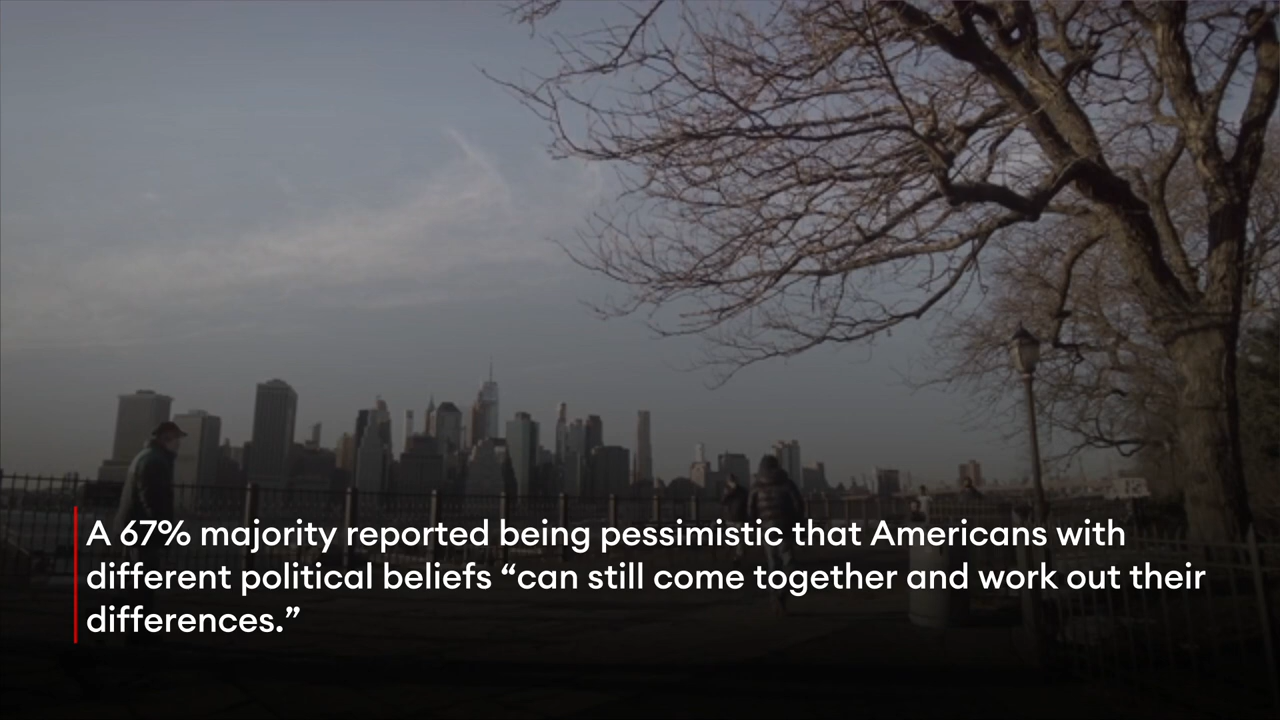 A 67% majority reported being pessimistic that Americans with
different political beliefs “can still come together and work out their
differences.”